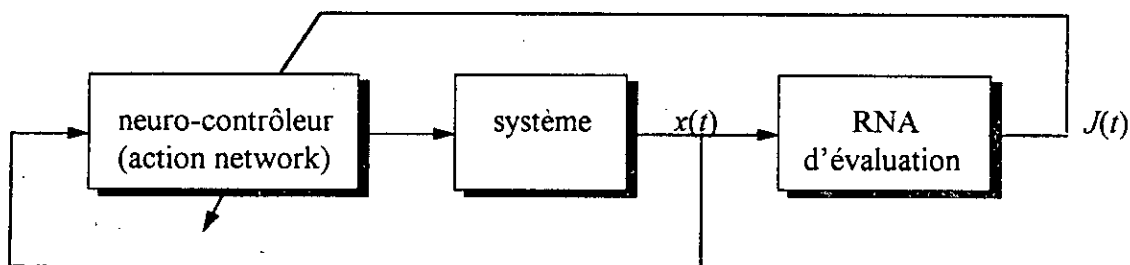 neuro-contrôleur
(action network)
système
x(t)
RNA
d'évaluation
J(t)